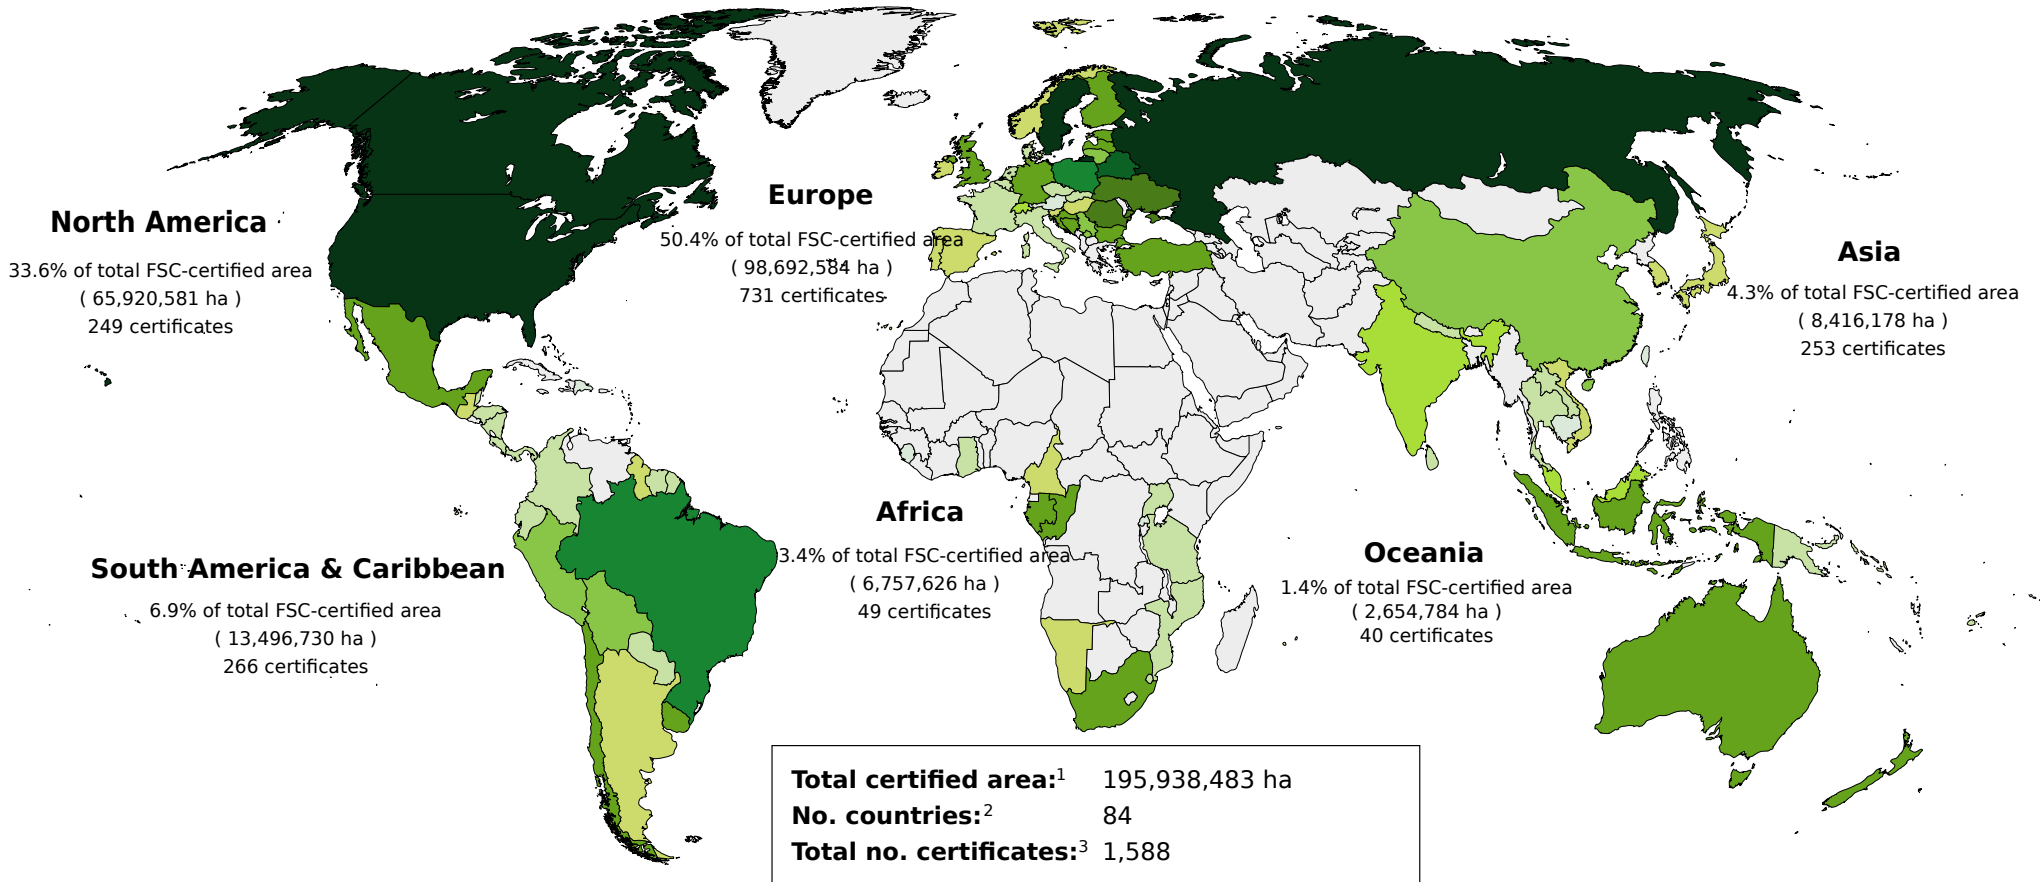 North America
33.6% of total FSC-certified area
( 65,920,581 ha )
249 certificates
Europe
50.4% of total FSC-certified area
( 98,692,584 ha )
731 certificates
Asia
4.3% of total FSC-certified area
( 8,416,178 ha )
253 certificates
South America & Caribbean
6.9% of total FSC-certified area
( 13,496,730 ha )
266 certificates
Africa
3.4% of total FSC-certified area
( 6,757,626 ha )
49 certificates
Oceania
1.4% of total FSC-certified area
( 2,654,784 ha )
40 certificates
Total certified area:¹ 195,938,483 ha
No. countries:² 84
Total no. certificates:³ 1,588